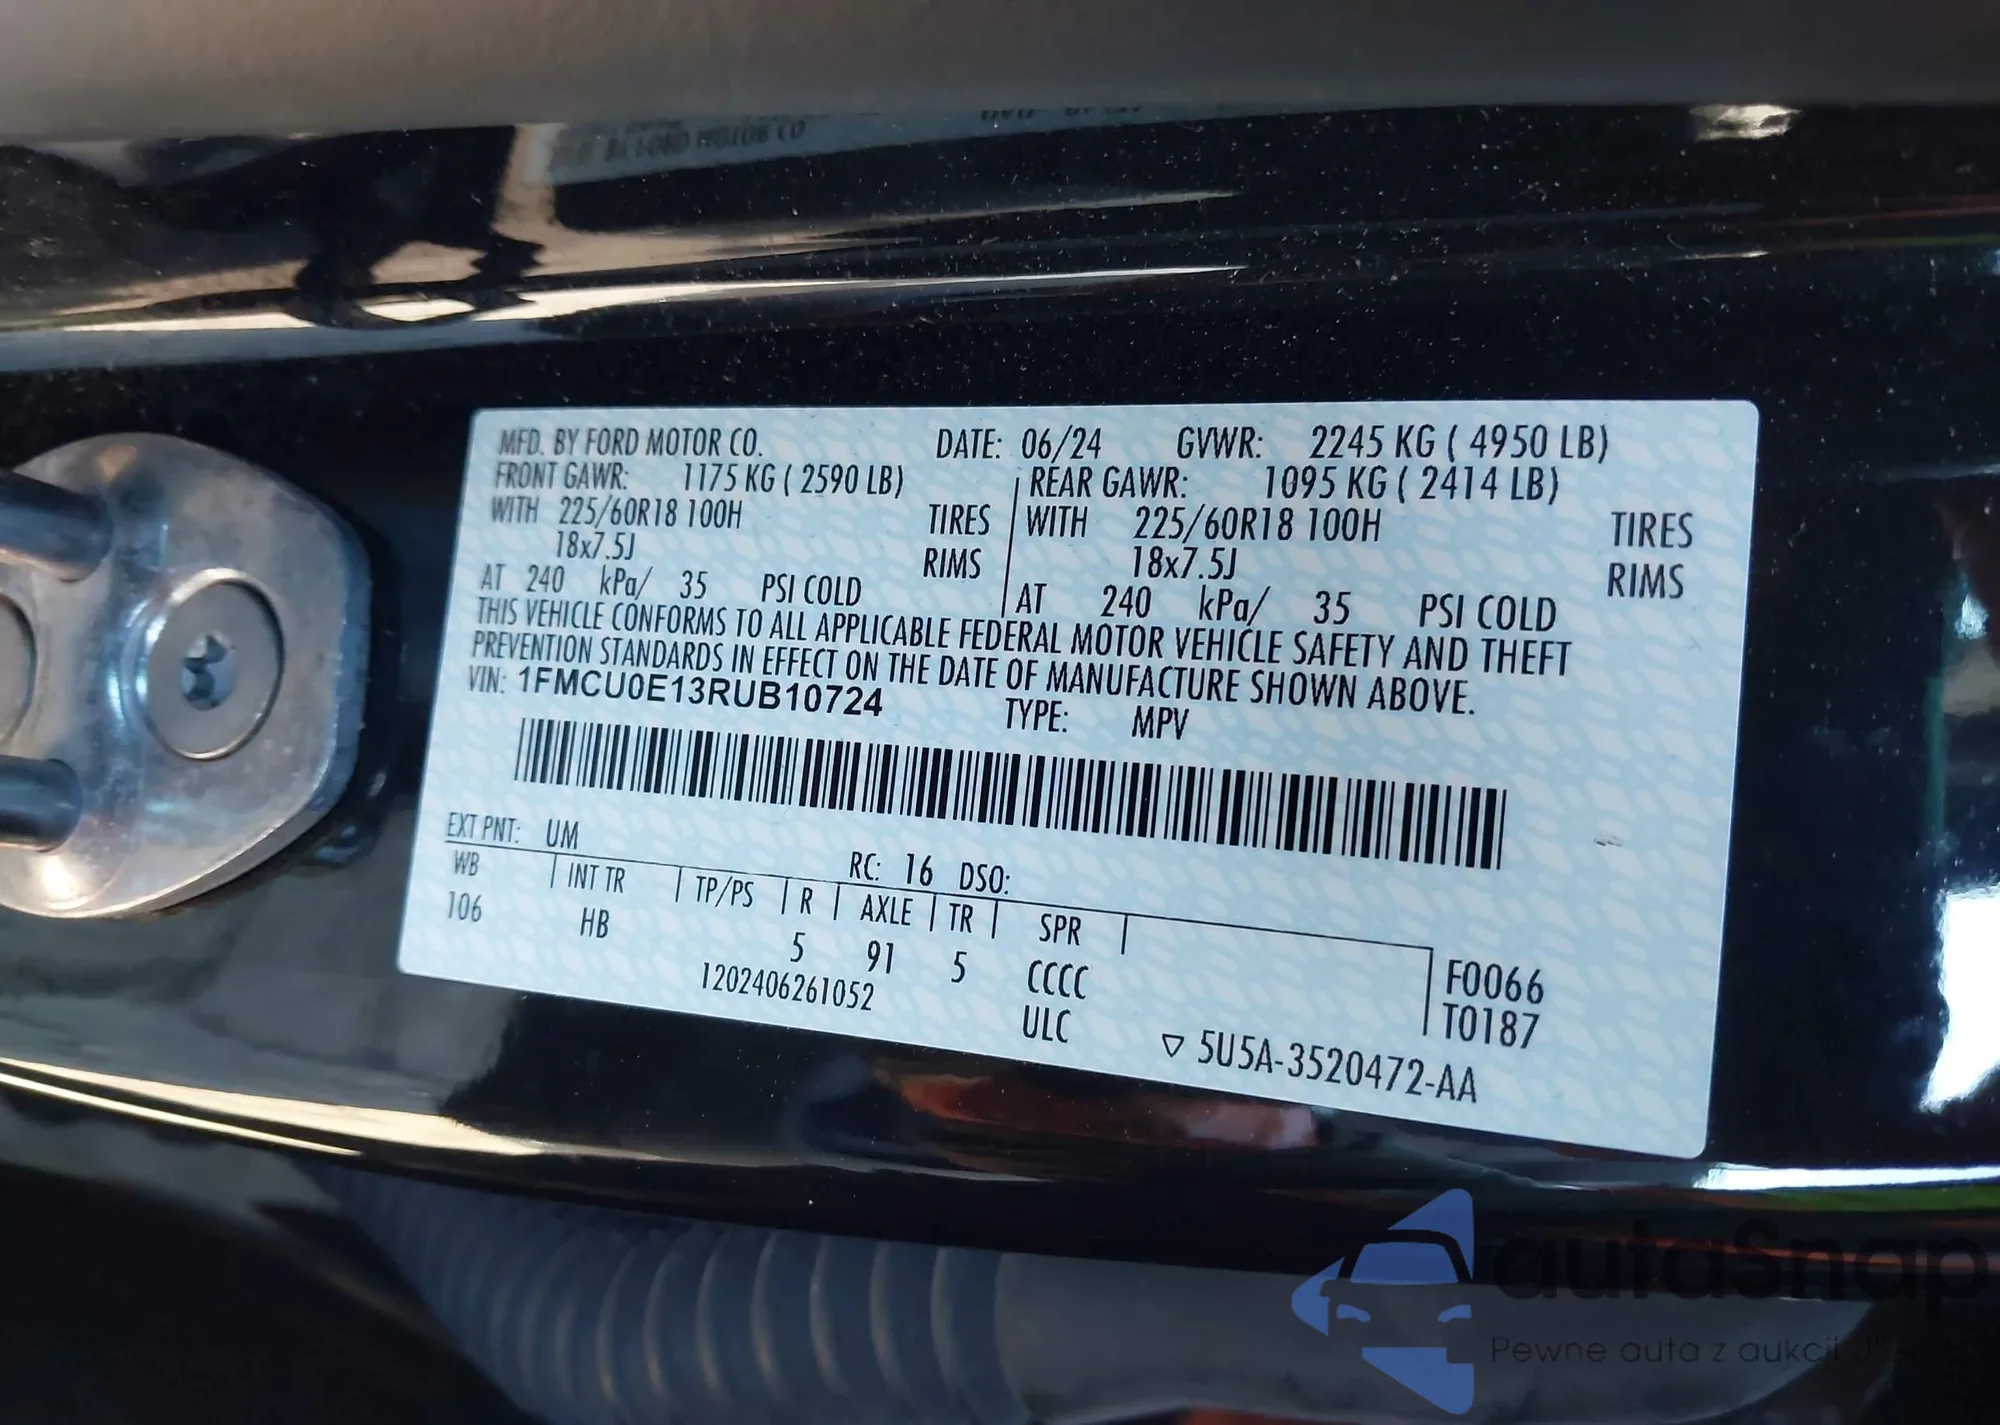 MFD. BY FORD MOTOR CO. DATE: 06/24 GVWR: 2245 KG ( 4950 LB)
FRONT GAWR: 1175 KG ( 2590 LB) REAR GAWR: 1095 KG ( 2414 LB)
WITH 225/60R18 100H TIRES WITH 225/60R18 100H TIRES
18x7.5J RIMS 18x7.5J RIMS
AT 240 kPa/ 35 PSI COLD AT 240 kPa/ 35 PSI COLD
THIS VEHICLE CONFORMS TO ALL APPLICABLE FEDERAL MOTOR VEHICLE SAFETY AND THEFT
PREVENTION STANDARDS IN EFFECT ON THE DATE OF MANUFACTURE SHOWN ABOVE.
VIN: 1FMCU0E13RUB10724 TYPE: MPV
EXT PNT: UM RC: 16 DSO:
WB INT TR TP/PS R AXLE TR SPR
106 HB 5 91 5 CCCC F0066
1202406261052 ULC T0187
5U5A-3520472-AA
autoSnap
Pewne auta z aukcji